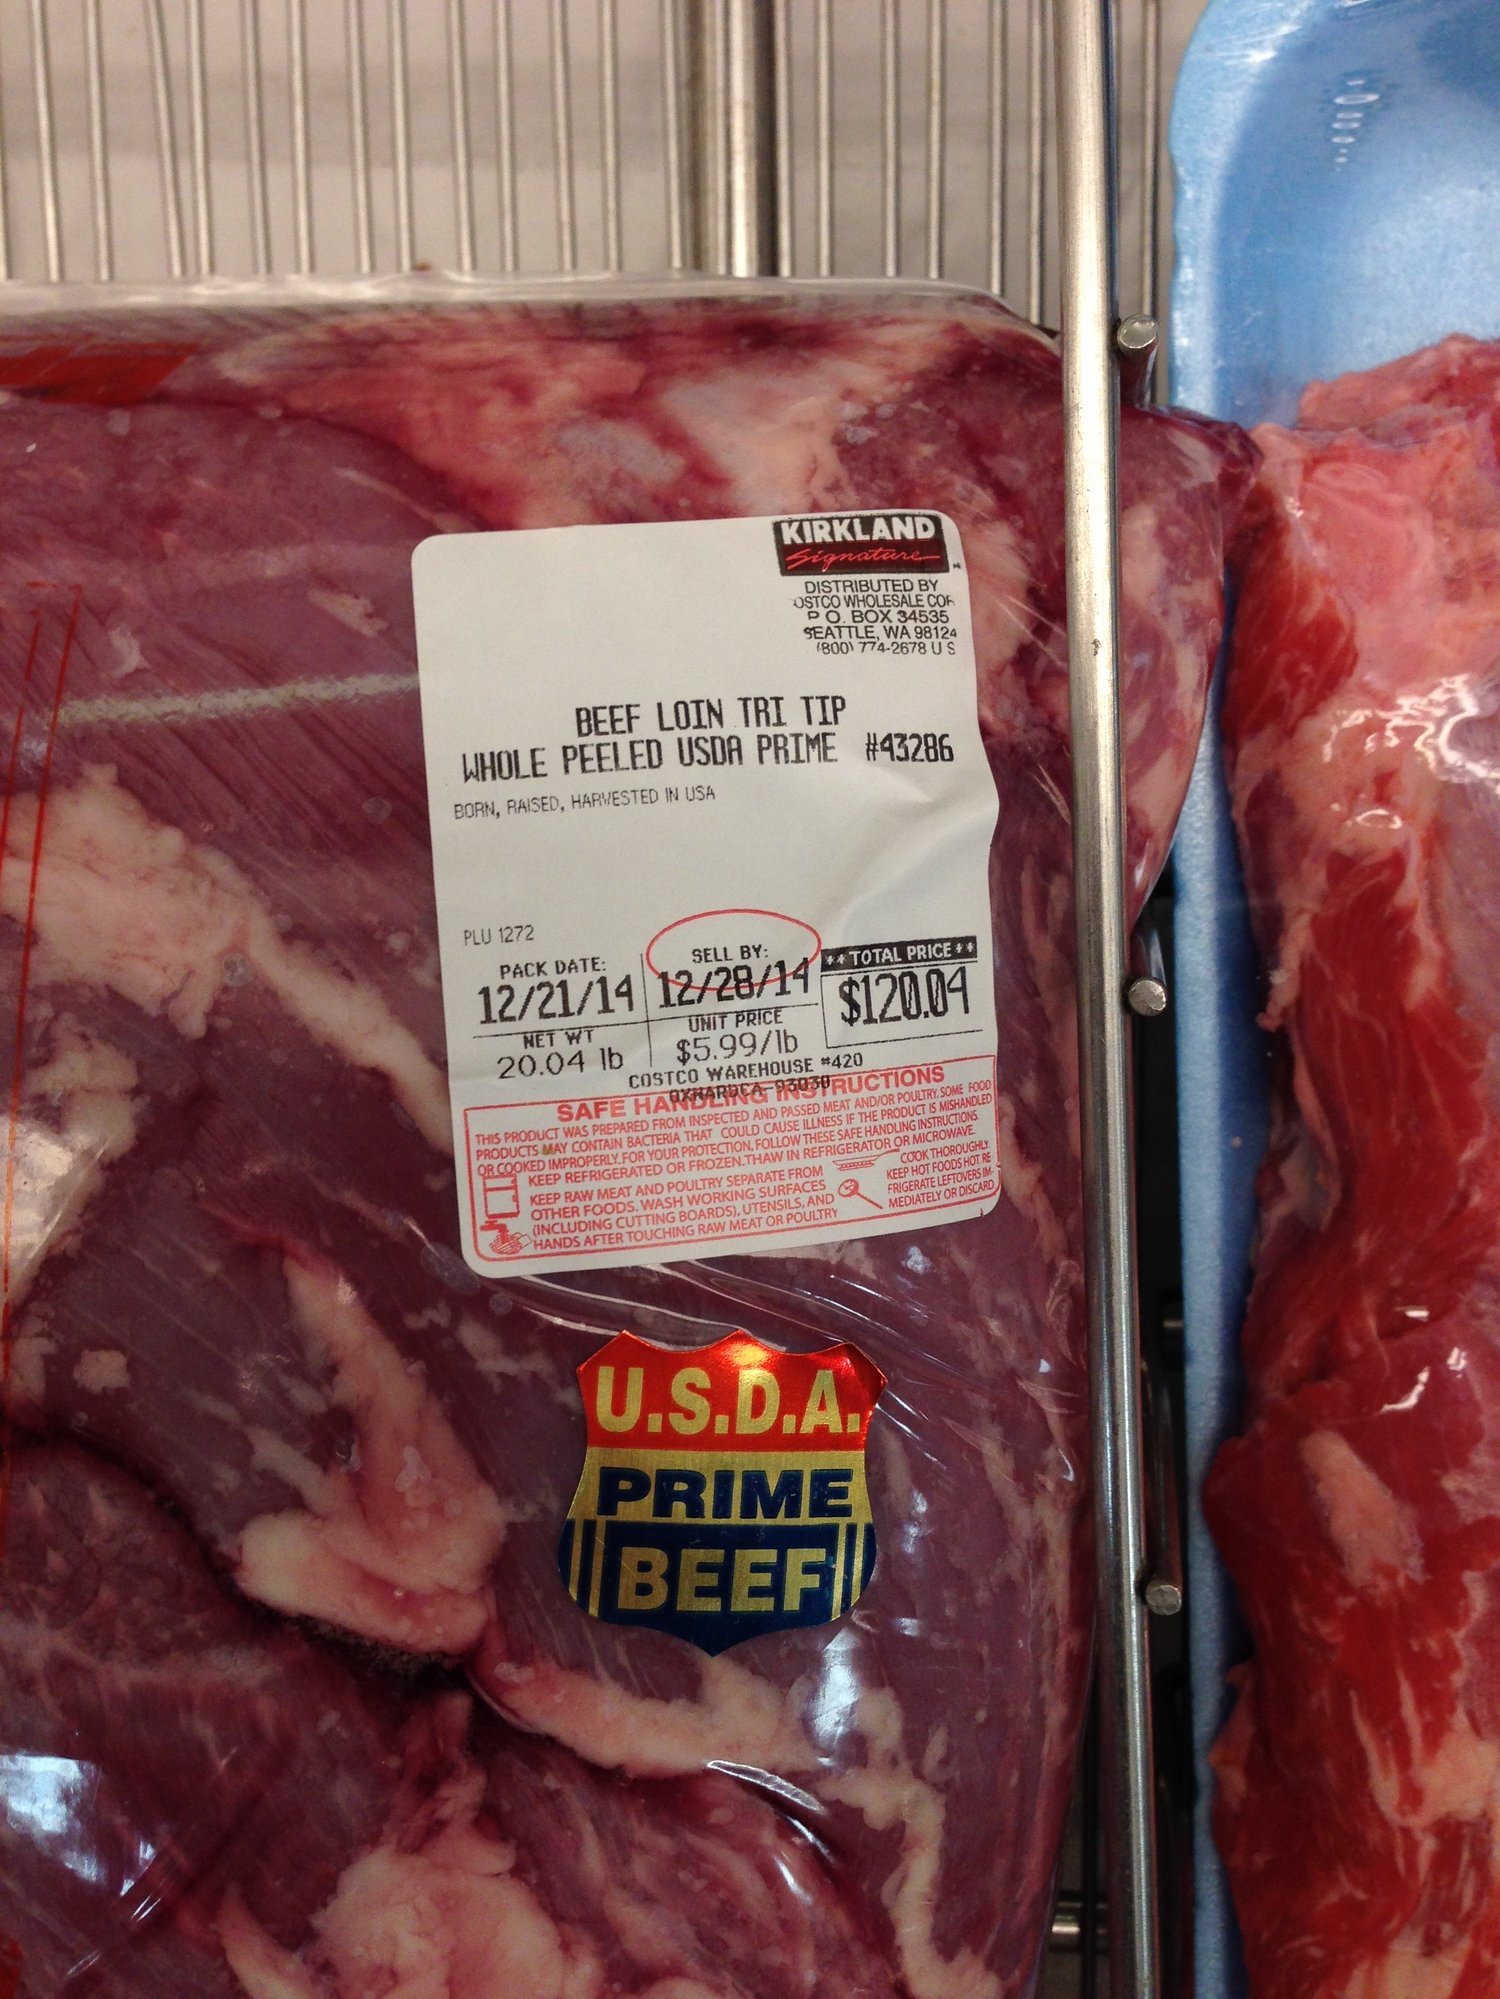 KIRKLAND
Signature
DISTRIBUTED BY
OSTCO WHOLESALE COR
P O. BOX 34535
SEATTLE, WA 98124
(800) 774-2678 U S
BEEF LOIN TRI TIP
WHOLE PEELED USDA PRIME #43286
BORN, RAISED, HARVESTED IN USA
PLU 1272
PACK DATE: SELL BY: ** TOTAL PRICE **
12/21/14 12/28/14 $120.04
NET WT UNIT PRICE
20.04 lb $5.99/lb
COSTCO WAREHOUSE #420
OXNARDCA-93030
SAFE HANDLING INSTRUCTIONS
THIS PRODUCT WAS PREPARED FROM INSPECTED AND PASSED MEAT AND/OR POULTRY. SOME FOOD
PRODUCTS MAY CONTAIN BACTERIA THAT COULD CAUSE ILLNESS IF THE PRODUCT IS MISHANDLED
OR COOKED IMPROPERLY. FOR YOUR PROTECTION, FOLLOW THESE SAFE HANDLING INSTRUCTIONS.
KEEP REFRIGERATED OR FROZEN. THAW IN REFRIGERATOR OR MICROWAVE.
KEEP RAW MEAT AND POULTRY SEPARATE FROM
OTHER FOODS. WASH WORKING SURFACES
(INCLUDING CUTTING BOARDS), UTENSILS, AND
HANDS AFTER TOUCHING RAW MEAT OR POULTRY
COOK THOROUGHLY.
KEEP HOT FOODS HOT. RE-
FRIGERATE LEFTOVERS IM-
MEDIATELY OR DISCARD
U.S.D.A.
PRIME
BEEF